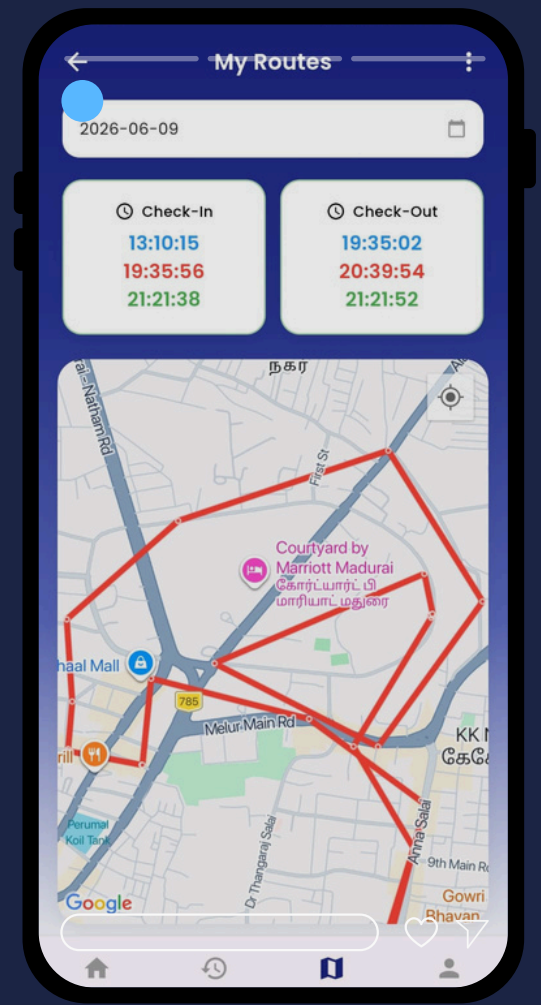 My Routes
2026-06-09
Check-In
13:10:15
19:35:56
21:21:38
Check-Out
19:35:02
20:39:54
21:21:52
நகர்
Natham Rd
First St
Courtyard by
Marriott Madurai
கோர்ட்யார்ட் பி
மாரியாட் மதுரை
haal Mall
785
Melur Main Rd
KK
rill
Perumal
Koil Tank
Dr Thangaraj Salai
Anna Salai
9th Main R
Gowri
Bhavan
Google